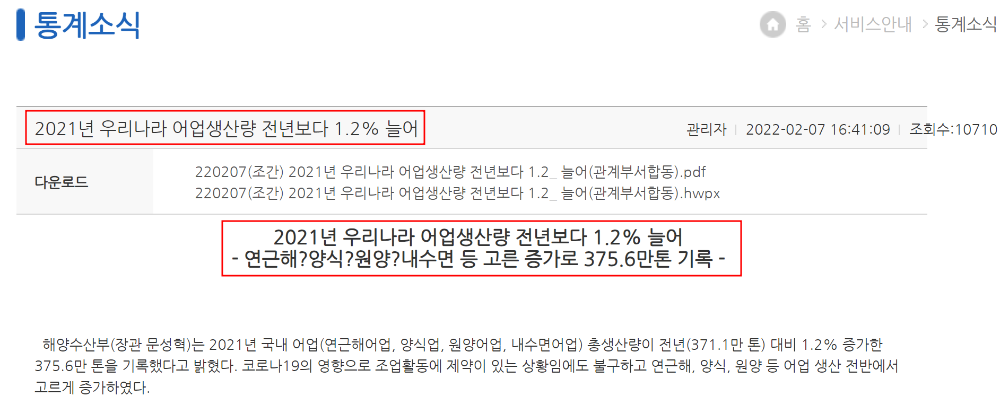 통계소식
홈 > 서비스안내 > 통계소식
2021년 우리나라 어업생산량 전년보다 1.2% 늘어
관리자 | 2022-02-07 16:41:09 | 조회수:10710
다운로드
220207(조간) 2021년 우리나라 어업생산량 전년보다 1.2_ 늘어(관계부서합동).pdf
220207(조간) 2021년 우리나라 어업생산량 전년보다 1.2_ 늘어(관계부서합동).hwpx
2021년 우리나라 어업생산량 전년보다 1.2% 늘어
- 연근해?양식?원양?내수면 등 고른 증가로 375.6만톤 기록 -
해양수산부(장관 문성혁)는 2021년 국내 어업(연근해어업, 양식업, 원양어업, 내수면어업) 총생산량이 전년(371.1만 톤) 대비 1.2% 증가한
375.6만 톤을 기록했다고 밝혔다. 코로나19의 영향으로 조업활동에 제약이 있는 상황임에도 불구하고 연근해, 양식, 원양 등 어업 생산 전반에서
고르게 증가하였다.